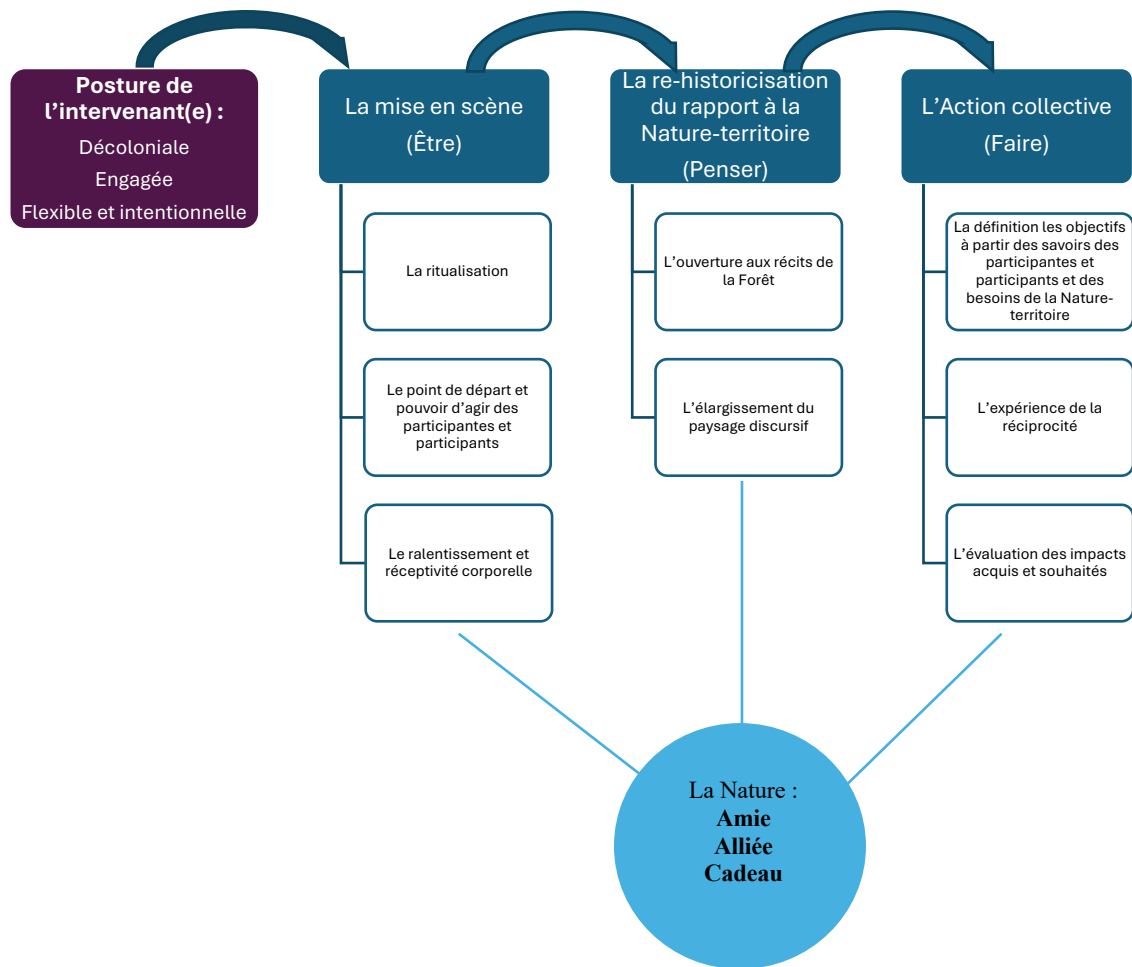 Posture de
l'intervenant(e) :
Décoloniale
Engagée
Flexible et intentionnelle
La mise en scène
(Être)
La ritualisation
Le point de départ et
pouvoir d'agir des
participantes et
participants
Le ralentissement et
réceptivité corporelle
La re-historicisation
du rapport à la
Nature-territoire
(Penser)
L'ouverture aux récits de
la Forêt
L'élargissement du
paysage discursif
L'Action collective
(Faire)
La définition les objectifs
à partir des savoirs des
participantes et
participants et des
besoins de la Nature-
territoire
L'expérience de la
réciprocité
L'évaluation des impacts
acquis et souhaités
La Nature :
Amie
Alliée
Cadeau